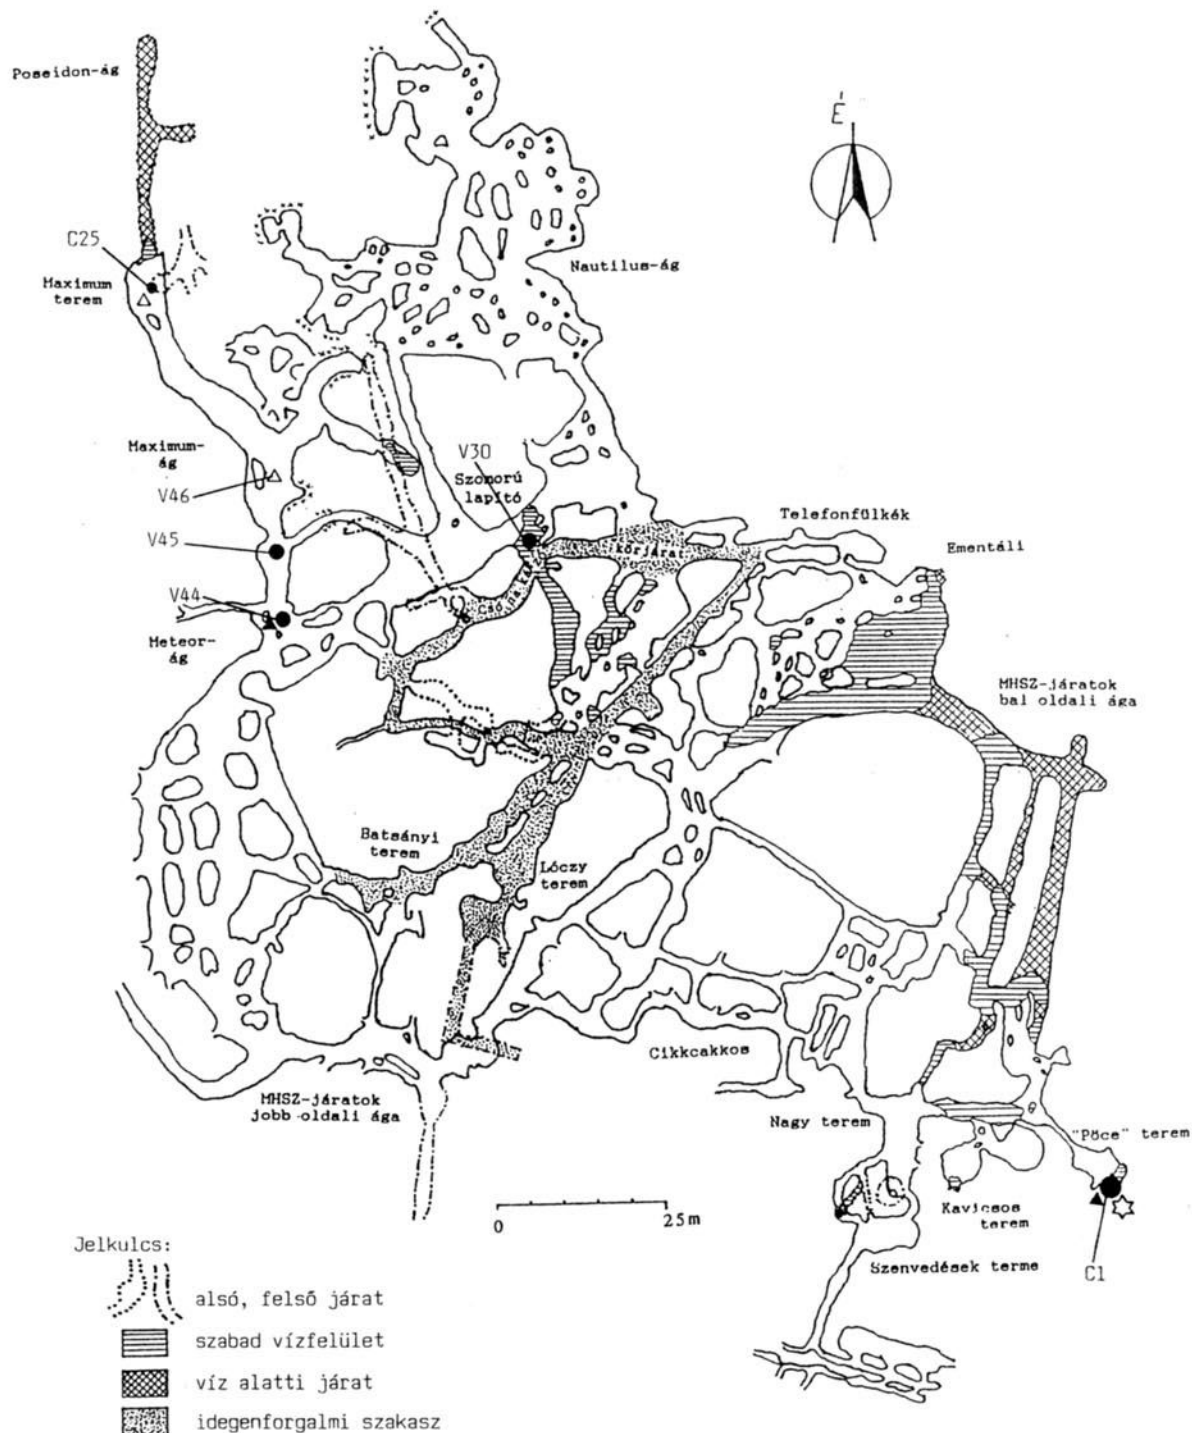 Poseidon-ág
É
C25
Maximum
terem
Nautilus-ág
Maximum-
ág
V46
V30
Szomorú
lapító
V45
Telefonfülkék
körjárat
Ementáli
V44
Meteor-
ág
MHSZ-járatok
bal oldali ága
Batsányi
terem
Lóczy
terem
Cikkcakkos
MHSZ-járatok
jobb oldali ága
Nagy terem
"Pöce" terem
Kavicsos
terem
0
25m
Szenvedések terme
C1
Jelkulcs:
alsó, felső járat
szabad vízfelület
víz alatti járat
idegenforgalmi szakasz